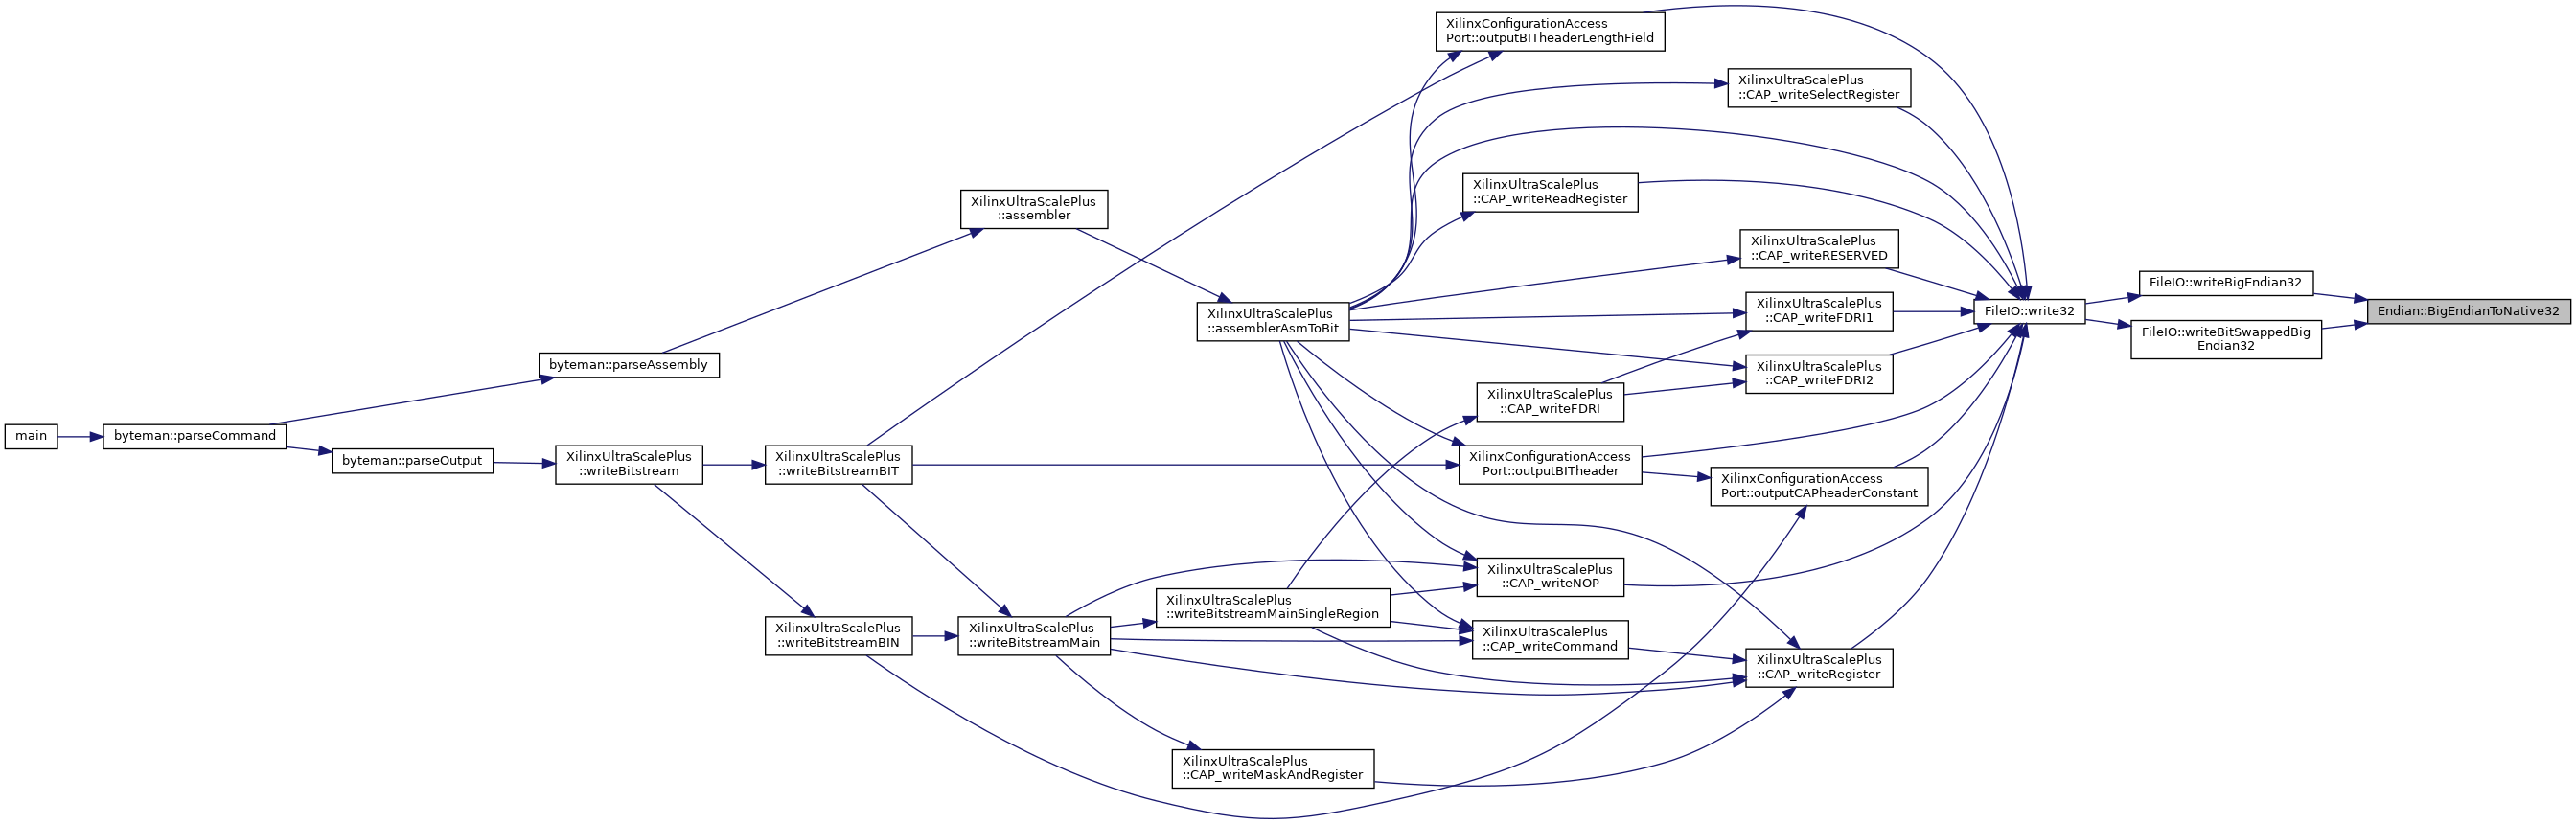 XilinxConfigurationAccess
Port::outputBITheaderLengthField
XilinxUltraScalePlus
::CAP_writeSelectRegister
XilinxUltraScalePlus
::CAP_writeReadRegister
XilinxUltraScalePlus
::assembler
XilinxUltraScalePlus
::CAP_writeRESERVED
FileIO::writeBigEndian32
XilinxUltraScalePlus
::CAP_writeFDRI1
FileIO::write32
Endian::BigEndianToNative32
XilinxUltraScalePlus
::assemblerAsmToBit
FileIO::writeBitSwappedBig
Endian32
byteman::parseAssembly
XilinxUltraScalePlus
::CAP_writeFDRI2
XilinxUltraScalePlus
::CAP_writeFDRI
main
byteman::parseCommand
byteman::parseOutput
XilinxUltraScalePlus
::writeBitstream
XilinxUltraScalePlus
::writeBitstreamBIT
XilinxConfigurationAccess
Port::outputBITheader
XilinxConfigurationAccess
Port::outputCAPheaderConstant
XilinxUltraScalePlus
::CAP_writeNOP
XilinxUltraScalePlus
::writeBitstreamMainSingleRegion
XilinxUltraScalePlus
::writeBitstreamBIN
XilinxUltraScalePlus
::writeBitstreamMain
XilinxUltraScalePlus
::CAP_writeCommand
XilinxUltraScalePlus
::CAP_writeRegister
XilinxUltraScalePlus
::CAP_writeMaskAndRegister